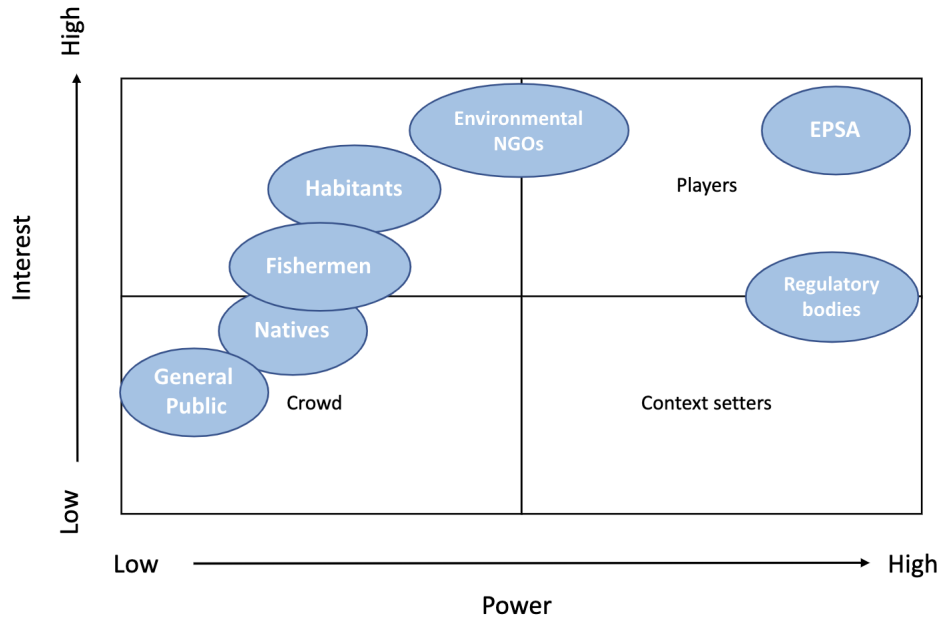 High
Environmental
NGOs
EPSA
Habitants
Players
Interest
Fishermen
Regulatory
bodies
Natives
General
Public
Crowd
Context setters
Low
Low
High
Power